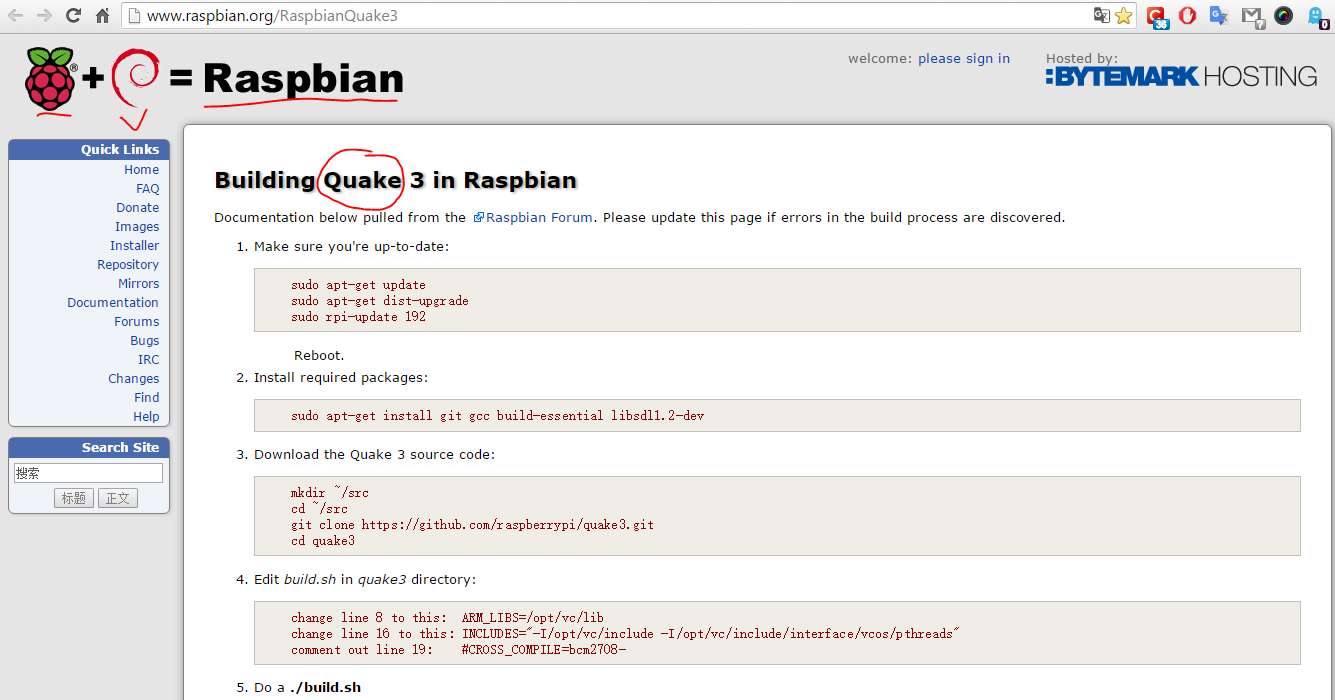 www.raspbian.org/RaspbianQuake3
+ = Raspbian
welcome: please sign in
Hosted by:
:BYTEMARK HOSTING
Quick Links
Home
FAQ
Donate
Images
Installer
Repository
Mirrors
Documentation
Forums
Bugs
IRC
Changes
Find
Help
Search Site
搜索
标题 正文
Building Quake 3 in Raspbian
Documentation below pulled from the Raspbian Forum. Please update this page if errors in the build process are discovered.
1. Make sure you're up-to-date:
sudo apt-get update
sudo apt-get dist-upgrade
sudo rpi-update 192
Reboot.
2. Install required packages:
sudo apt-get install git gcc build-essential libsdl1.2-dev
3. Download the Quake 3 source code:
mkdir ~/src
cd ~/src
git clone https://github.com/raspberrypi/quake3.git
cd quake3
4. Edit build.sh in quake3 directory:
change line 8 to this: ARM_LIBS=/opt/vc/lib
change line 16 to this: INCLUDES="-I/opt/vc/include -I/opt/vc/include/interface/vcos/pthreads"
comment out line 19: #CROSS_COMPILE=bcm2708-
5. Do a ./build.sh